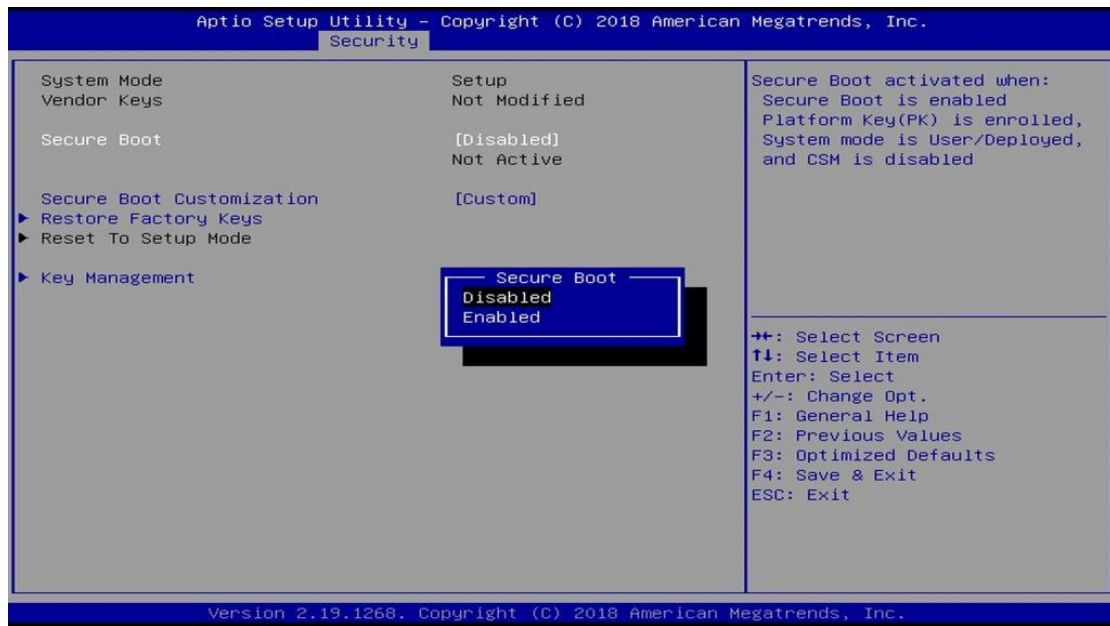 Aptio Setup Utility – Copyright (C) 2018 American Megatrends, Inc.
Security
System Mode Setup
Vendor Keys Not Modified
Secure Boot [Disabled]
Not Active
Secure Boot Customization [Custom]
▶ Restore Factory Keys
▶ Reset To Setup Mode
▶ Key Management
Secure Boot
Disabled
Enabled
Secure Boot activated when:
Secure Boot is enabled
Platform Key(PK) is enrolled,
System mode is User/Deployed,
and CSM is disabled
→←: Select Screen
↑↓: Select Item
Enter: Select
+/-: Change Opt.
F1: General Help
F2: Previous Values
F3: Optimized Defaults
F4: Save & Exit
ESC: Exit
Version 2.19.1268. Copyright (C) 2018 American Megatrends, Inc.